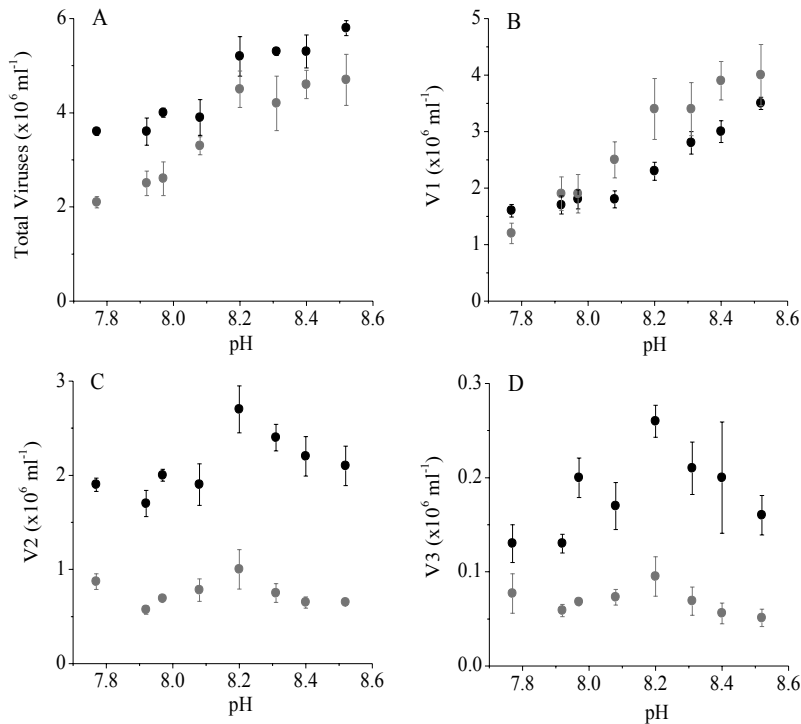 A
Total Viruses (x10⁶ ml⁻¹)
6
4
2
0
7.8 8.0 8.2 8.4 8.6
pH
B
V1 (x10⁶ ml⁻¹)
5
4
3
2
1
0
7.8 8.0 8.2 8.4 8.6
pH
C
V2 (x10⁶ ml⁻¹)
3
2
1
0
7.8 8.0 8.2 8.4 8.6
pH
D
V3 (x10⁶ ml⁻¹)
0.3
0.2
0.1
0.0
7.8 8.0 8.2 8.4 8.6
pH